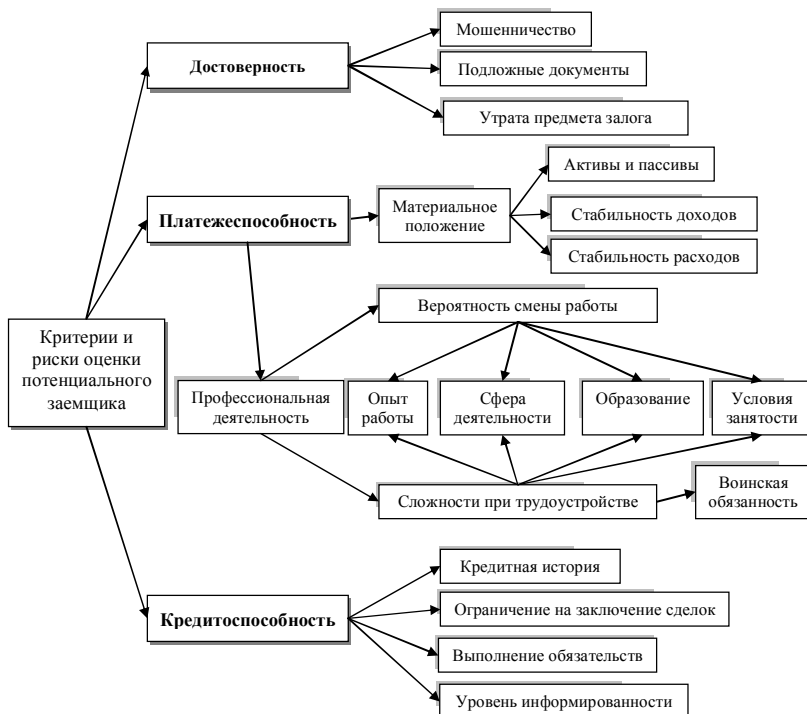 Мошенничество
Достоверность
Подложные документы
Утрата предмета залога
Активы и пассивы
Платежеспособность
Материальное
положение
Стабильность доходов
Стабильность расходов
Вероятность смены работы
Критерии и
риски оценки
потенциального
заемщика
Профессиональная
деятельность
Опыт
работы
Сфера
деятельности
Образование
Условия
занятости
Сложности при трудоустройстве
Воинская
обязанность
Кредитная история
Ограничение на заключение сделок
Кредитоспособность
Выполнение обязательств
Уровень информированности